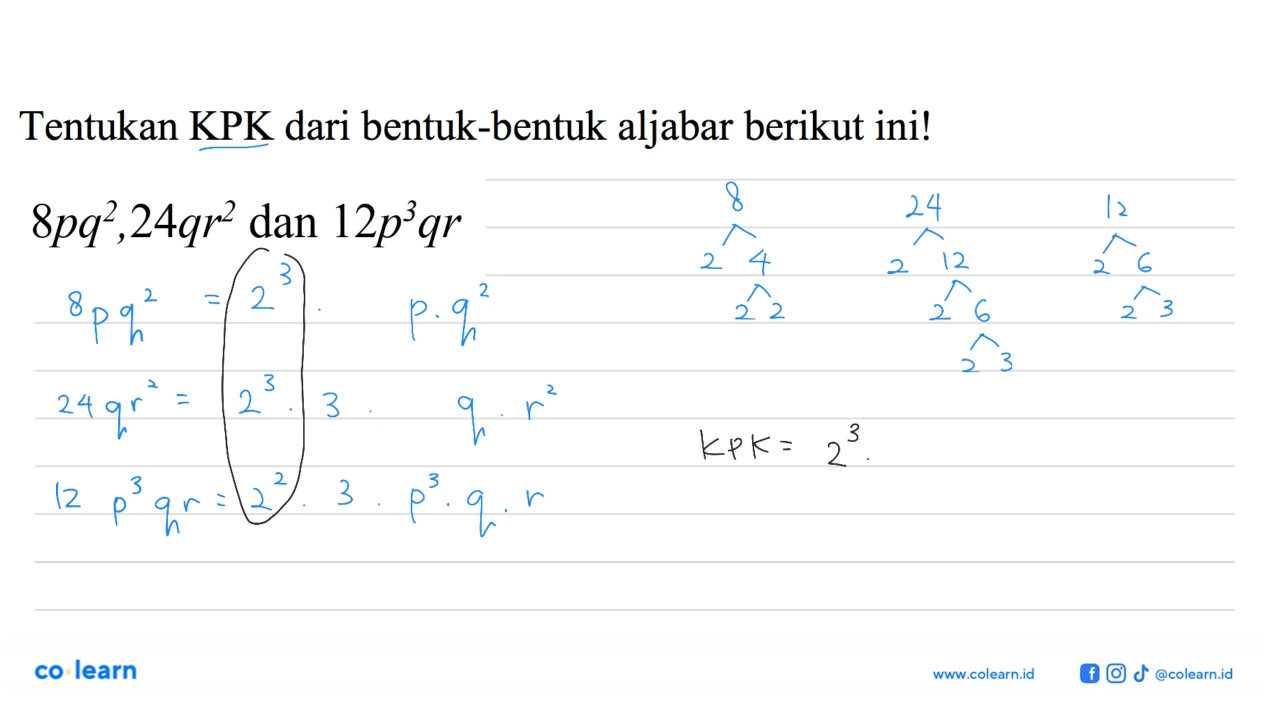 Tentukan KPK dari bentuk-bentuk aljabar berikut ini!
8pq²,24qr² dan 12p³qr
8pq² = 2³ . p . q²
24qr² = 2³ . 3 . q . r²
12 p³qr = 2² . 3 . p³ . q . r
8 24 12
2 4 2 12 2 6
2 2 2 6 2 3
2 3
KPK = 2³ .
co learn
www.colearn.id @colearn.id